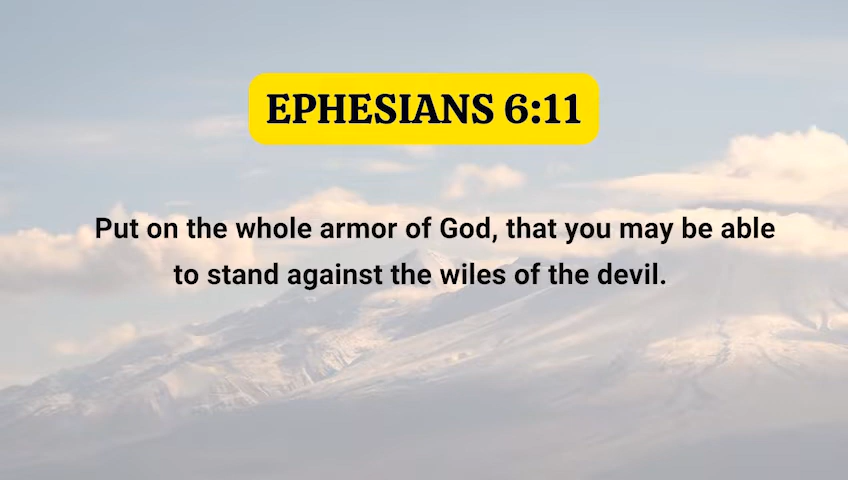 EPHESIANS 6:11
Put on the whole armor of God, that you may be able
to stand against the wiles of the devil.